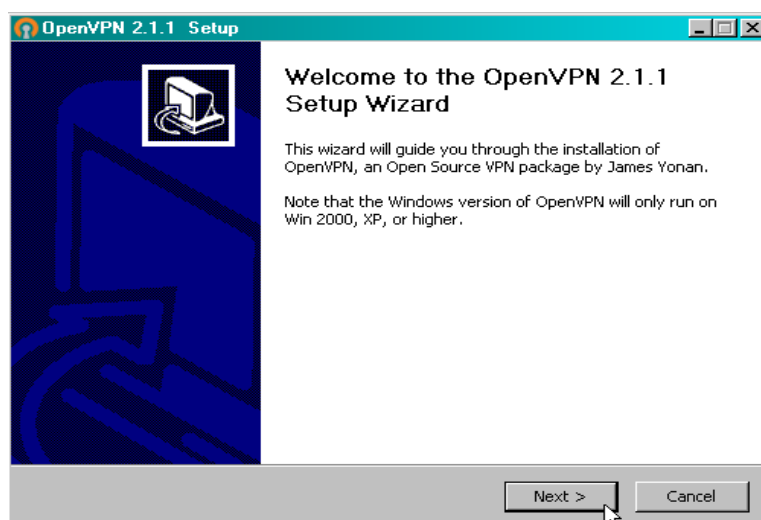 OpenVPN 2.1.1 Setup
Welcome to the OpenVPN 2.1.1
Setup Wizard
This wizard will guide you through the installation of
OpenVPN, an Open Source VPN package by James Yonan.
Note that the Windows version of OpenVPN will only run on
Win 2000, XP, or higher.
Next >
Cancel